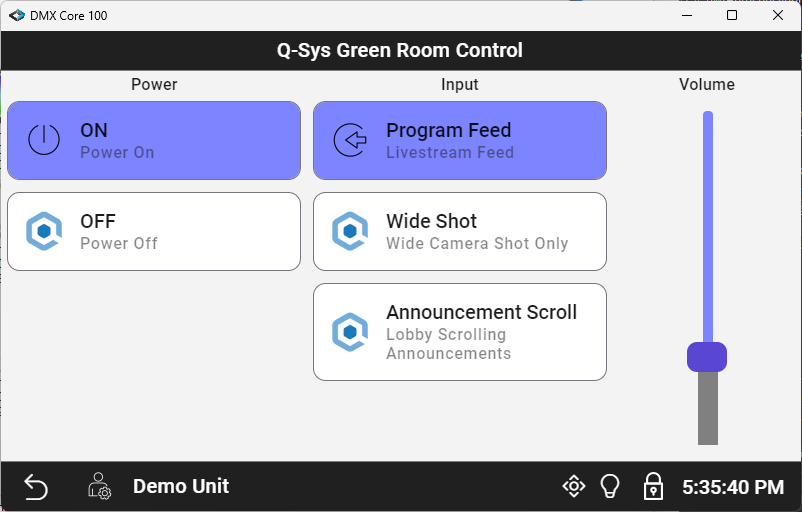 DMX Core 100
Q-Sys Green Room Control
Power
Input
Volume
ON
Power On
Program Feed
Livestream Feed
OFF
Power Off
Wide Shot
Wide Camera Shot Only
Announcement Scroll
Lobby Scrolling
Announcements
Demo Unit
5:35:40 PM